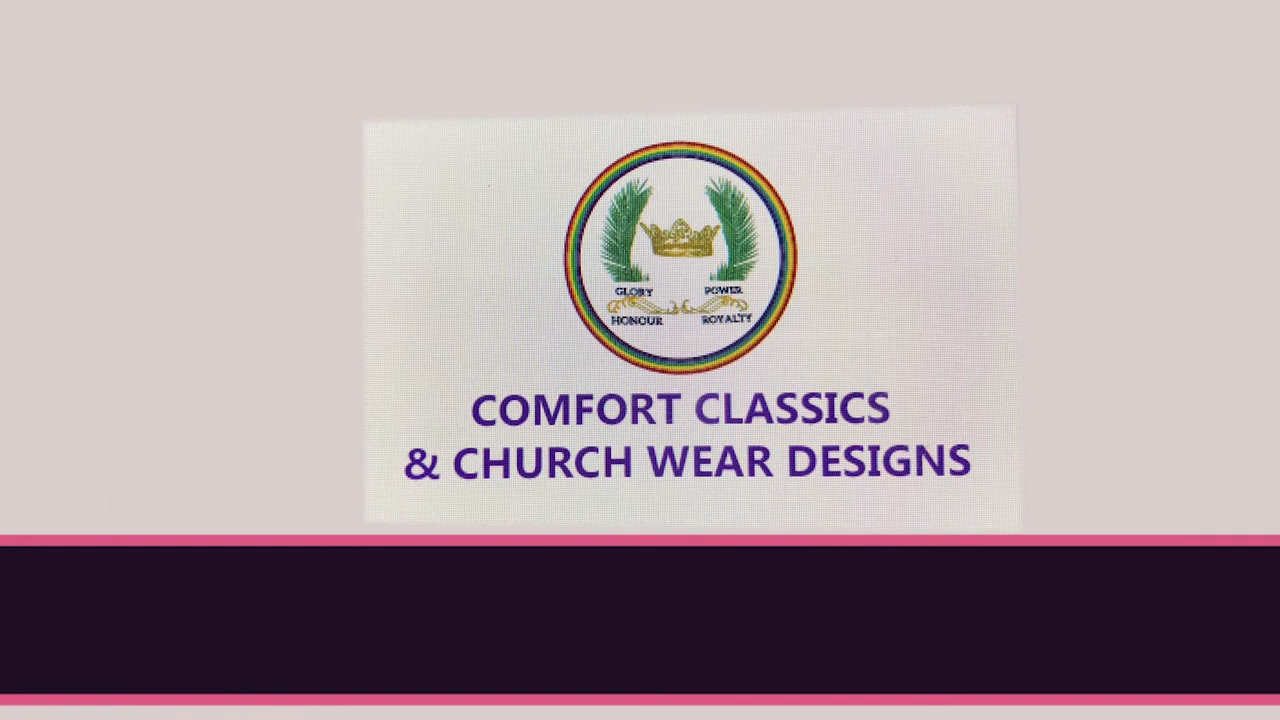 GLORY POWER
HONOUR ROYALTY
COMFORT CLASSICS
& CHURCH WEAR DESIGNS